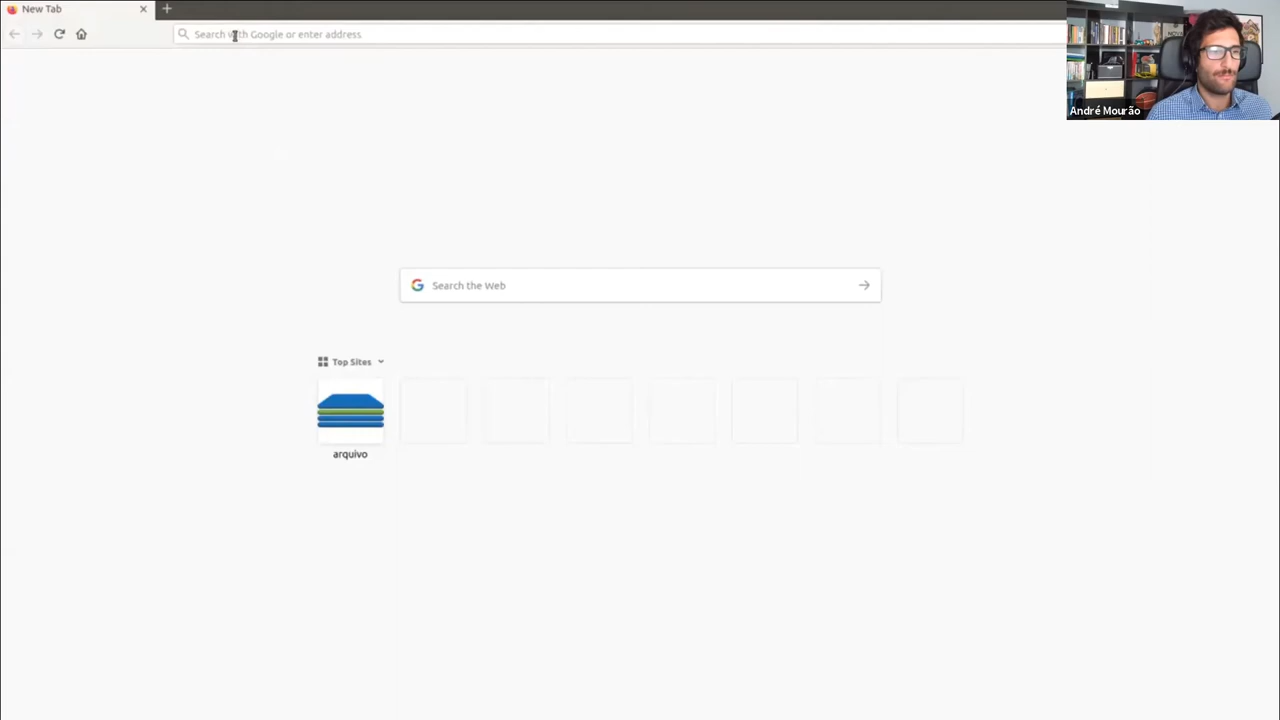 New Tab
Search with Google or enter address
André Mourão
Search the Web
Top Sites
arquivo